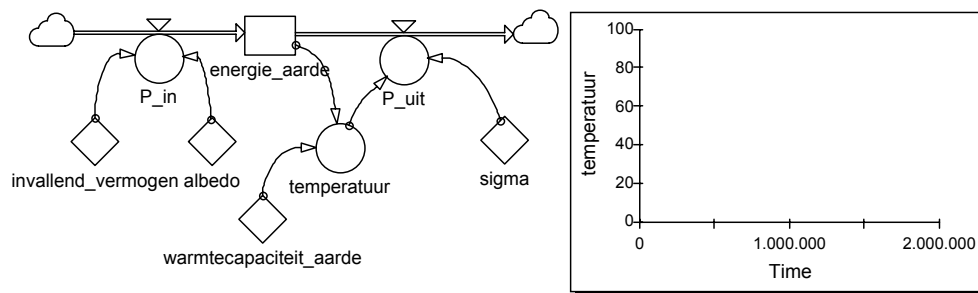 energie_aarde
P_in
P_uit
invallend_vermogen albedo
temperatuur
sigma
warmtecapaciteit_aarde
temperatuur
100
80
60
40
20
0
0 1.000.000 2.000.000
Time